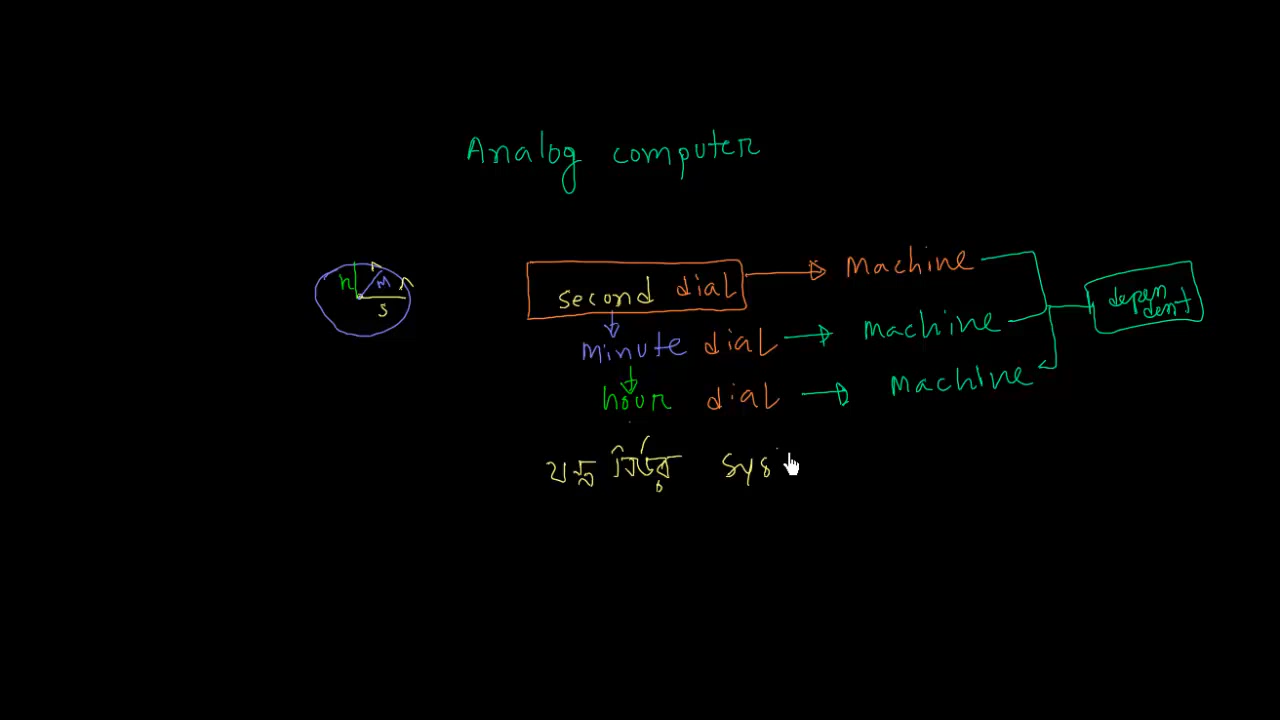 Analog computer
h M s
second dial Machine
minute dial machine
hour dial Machine
depen
dent
যন্ত্র নির্ভর sys